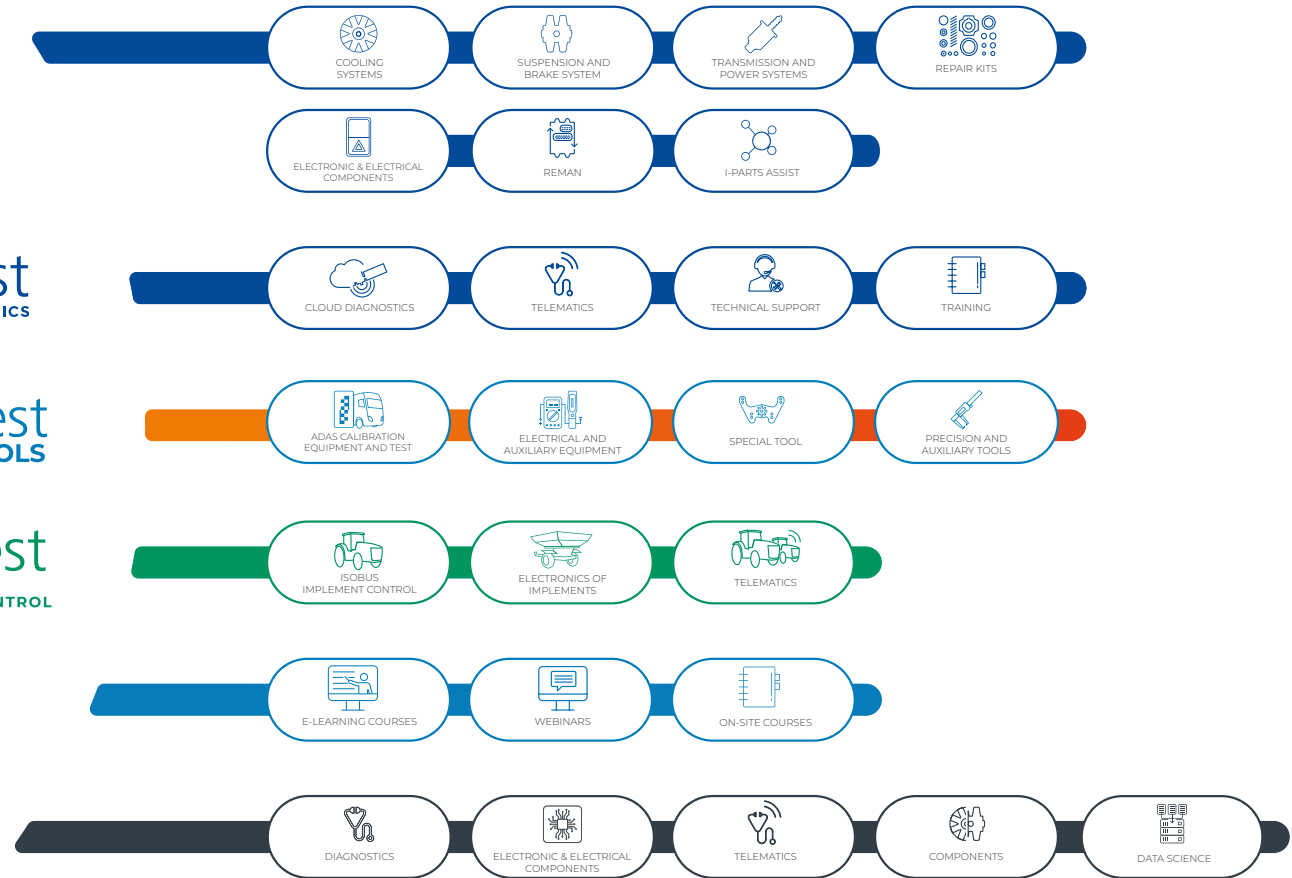 COOLING
SYSTEMS
SUSPENSION AND
BRAKE SYSTEM
TRANSMISSION AND
POWER SYSTEMS
REPAIR KITS
ELECTRONIC & ELECTRICAL
COMPONENTS
REMAN
I-PARTS ASSIST
st
TICS
CLOUD DIAGNOSTICS
TELEMATICS
TECHNICAL SUPPORT
TRAINING
est
OLS
ADAS CALIBRATION
EQUIPMENT AND TEST
ELECTRICAL AND
AUXILIARY EQUIPMENT
SPECIAL TOOL
PRECISION AND
AUXILIARY TOOLS
est
NTROL
ISOBUS
IMPLEMENT CONTROL
ELECTRONICS OF
IMPLEMENTS
TELEMATICS
E-LEARNING COURSES
WEBINARS
ON-SITE COURSES
DIAGNOSTICS
ELECTRONIC & ELECTRICAL
COMPONENTS
TELEMATICS
COMPONENTS
DATA SCIENCE